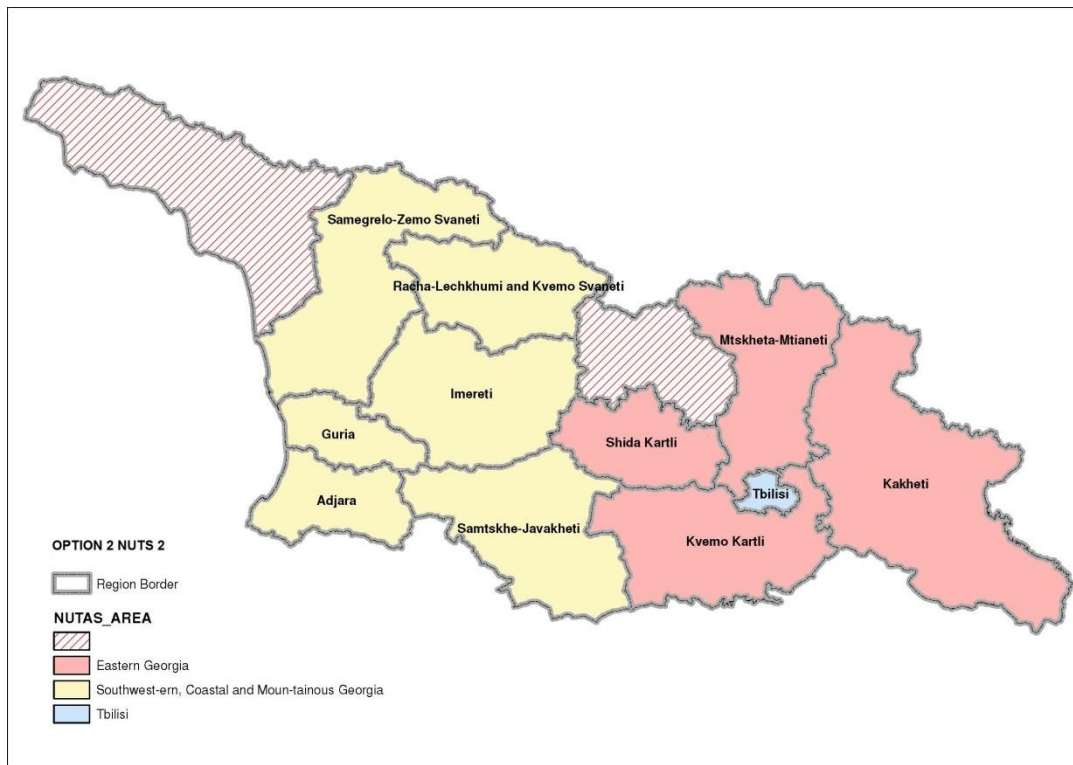 Samegrelo-Zemo Svaneti
Racha-Lechkhumi and Kvemo Svaneti
Mtskheta-Mtianeti
Imereti
Guria
Shida Kartli
Kakheti
Tbilisi
Adjara
Samtskhe-Javakheti
Kvemo Kartli
OPTION 2 NUTS 2
Region Border
NUTAS_AREA
Eastern Georgia
Southwest-ern, Coastal and Moun-tainous Georgia
Tbilisi